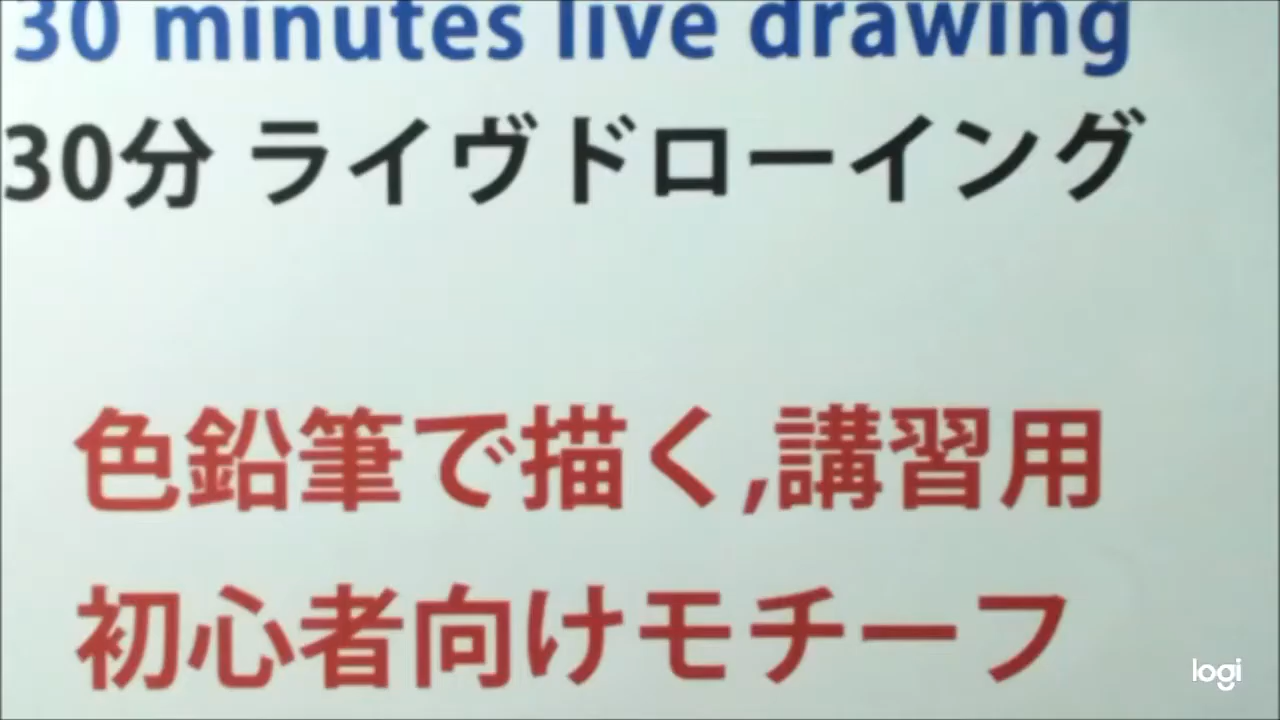 30 minutes live drawing
30分 ライヴドローイング
色鉛筆で描く,講習用
初心者向けモチーフ
logi